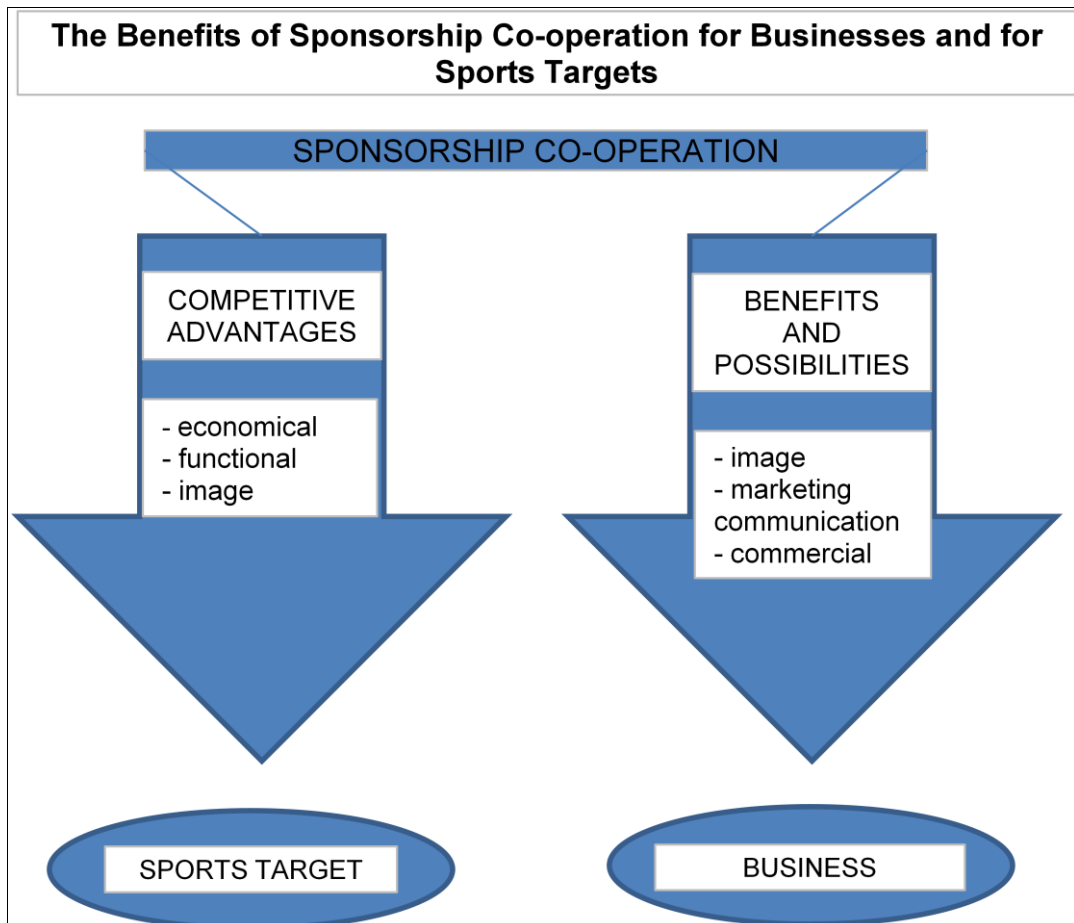 The Benefits of Sponsorship Co-operation for Businesses and for
Sports Targets
SPONSORSHIP CO-OPERATION
COMPETITIVE
ADVANTAGES
- economical
- functional
- image
SPORTS TARGET
BENEFITS
AND
POSSIBILITIES
- image
- marketing
communication
- commercial
BUSINESS